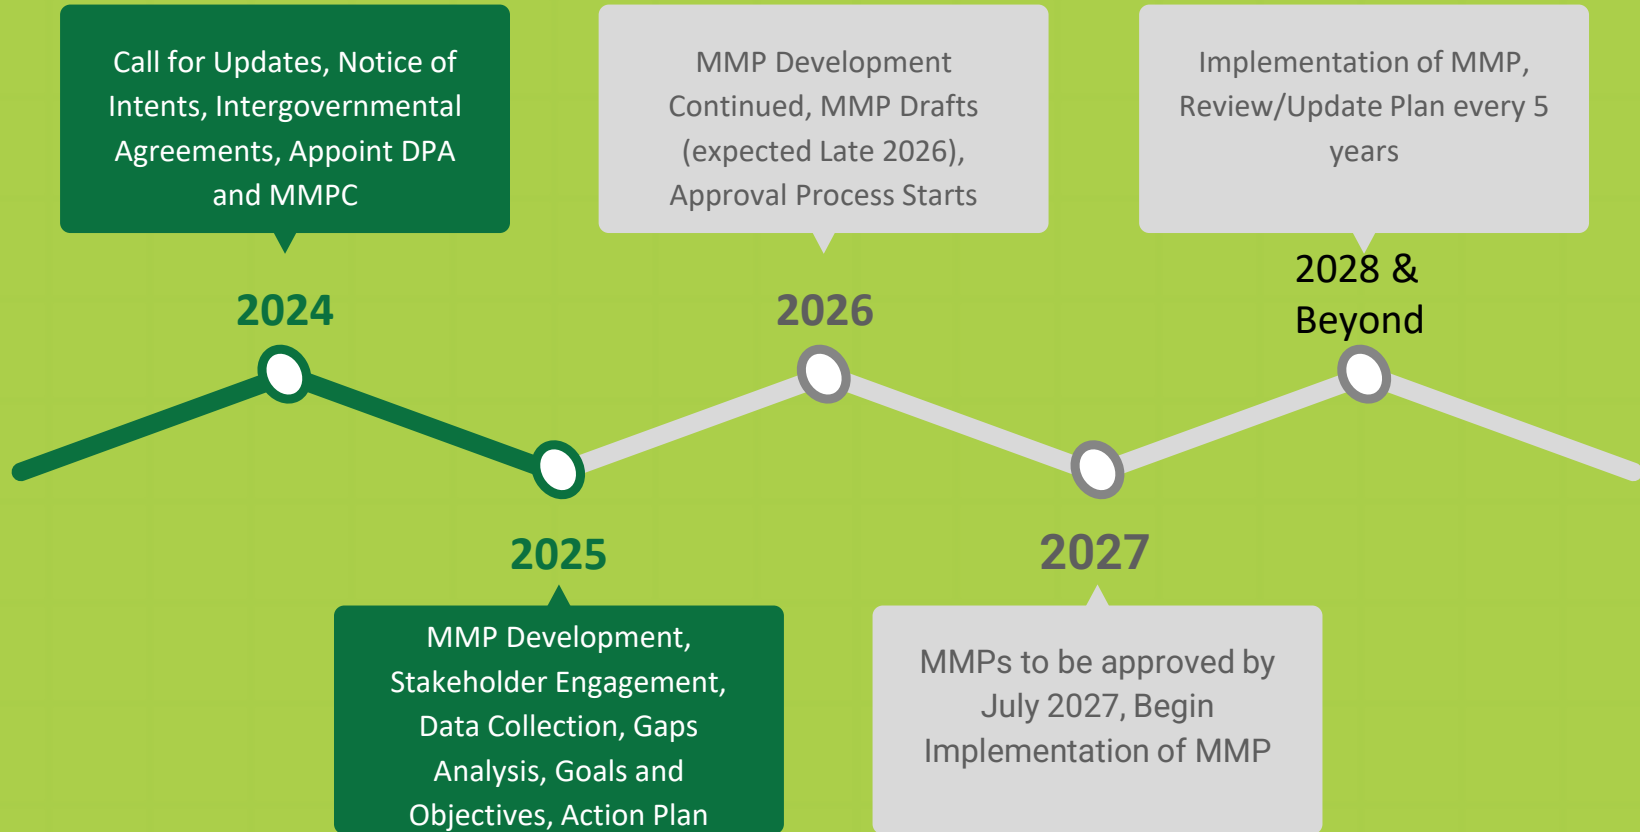 Call for Updates, Notice of
Intents, Intergovernmental
Agreements, Appoint DPA
and MMPC
2024
MMP Development,
Stakeholder Engagement,
Data Collection, Gaps
Analysis, Goals and
Objectives, Action Plan
2025
MMP Development
Continued, MMP Drafts
(expected Late 2026),
Approval Process Starts
2026
MMPs to be approved by
July 2027, Begin
Implementation of MMP
2027
Implementation of MMP,
Review/Update Plan every 5
years
2028 &
Beyond